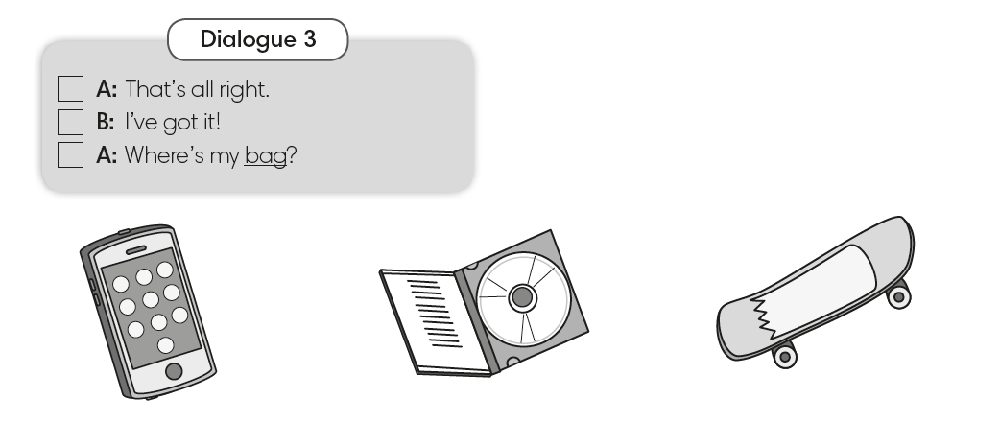 Dialogue 3
A: That's all right.
B: I've got it!
A: Where's my bag?